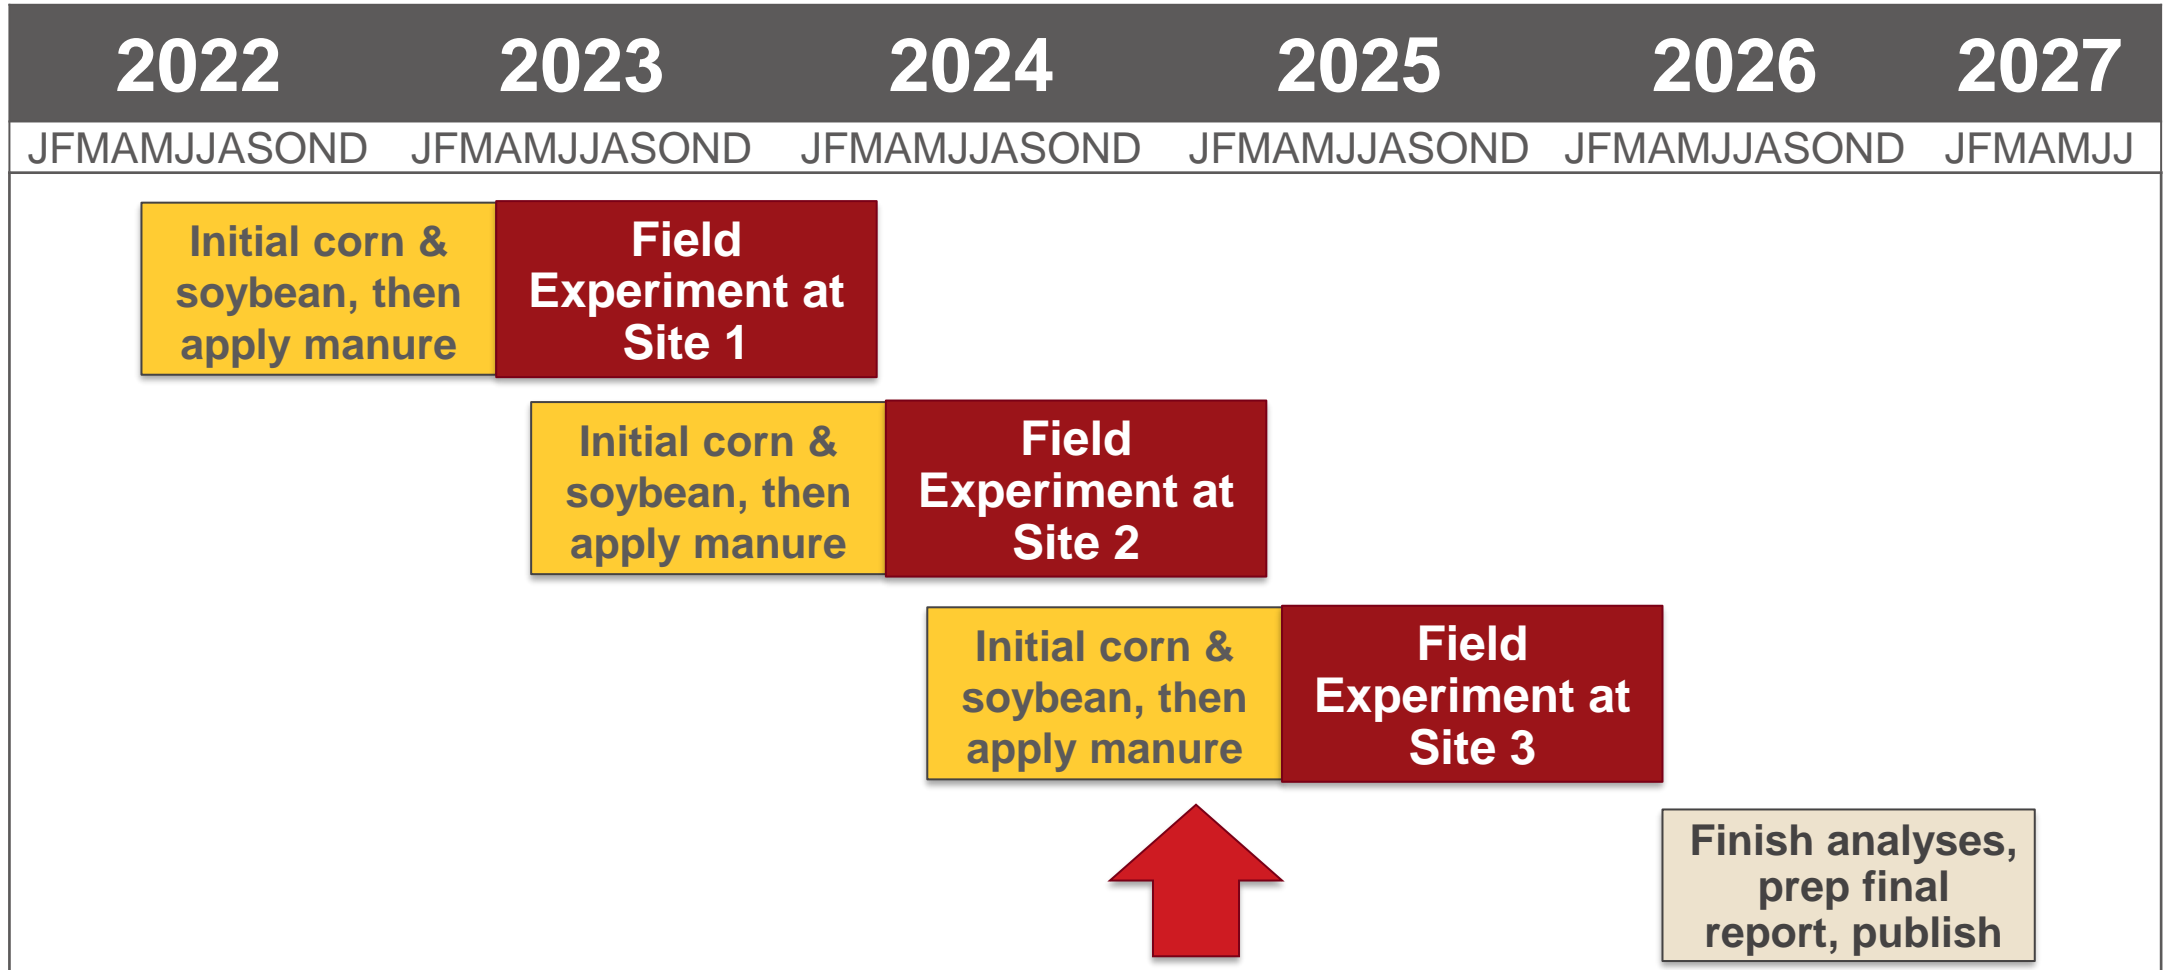 2022 2023 2024 2025 2026 2027
JFMAMJJASOND JFMAMJJASOND JFMAMJJASOND JFMAMJJASOND JFMAMJJASOND JFMAMJJ
Initial corn &
soybean, then
apply manure
Field
Experiment at
Site 1
Initial corn &
soybean, then
apply manure
Field
Experiment at
Site 2
Initial corn &
soybean, then
apply manure
Field
Experiment at
Site 3
Finish analyses,
prep final
report, publish